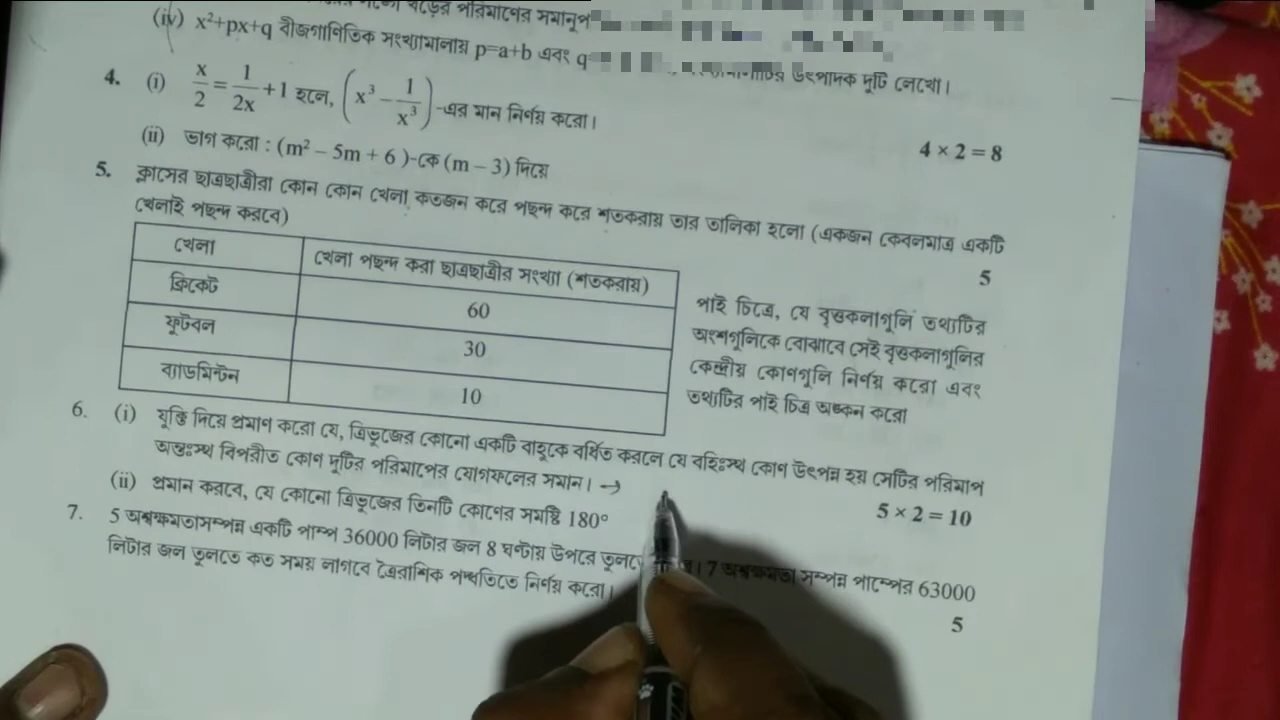 বড়ের পরিমাণের সমানুপ
(iv) x²+px+q বীজগাণিতিক সংখ্যামালায় p=a+b এবং q উৎপাদক দুটি লেখো।
4. (i) x/2 = 1/2x + 1 হলে, (x³ – 1/x³)-এর মান নির্ণয় করো।
(ii) ভাগ করো : (m² – 5m + 6 )-কে (m – 3) দিয়ে
4 × 2 = 8
5. ক্লাসের ছাত্রছাত্রীরা কোন কোন খেলা কতজন করে পছন্দ করে শতকরায় তার তালিকা হলো (একজন কেবলমাত্র একটি
খেলাই পছন্দ করবে)
5
খেলা খেলা পছন্দ করা ছাত্রছাত্রীর সংখ্যা (শতকরায়)
ক্রিকেট 60
ফুটবল 30
ব্যাডমিন্টন 10
পাই চিত্রে, যে বৃত্তকলাগুলি তথ্যটির
অংশগুলিকে বোঝাবে সেই বৃত্তকলাগুলির
কেন্দ্রীয় কোণগুলি নির্ণয় করো এবং
তথ্যটির পাই চিত্র অঙ্কন করো
6. (i) যুক্তি দিয়ে প্রমাণ করো যে, ত্রিভুজের কোনো একটি বাহুকে বর্ধিত করলে যে বহিঃস্থ কোণ উৎপন্ন হয় সেটির পরিমাপ
অন্তঃস্থ বিপরীত কোণ দুটির পরিমাপের যোগফলের সমান। →
(ii) প্রমান করবে, যে কোনো ত্রিভুজের তিনটি কোণের সমষ্টি 180°
5 × 2 = 10
7. 5 অশ্বক্ষমতাসম্পন্ন একটি পাম্প 36000 লিটার জল 8 ঘণ্টায় উপরে তুলতে । 7 অশ্বক্ষমতা সম্পন্ন পাম্পের 63000
লিটার জল তুলতে কত সময় লাগবে ত্রৈরাশিক পদ্ধতিতে নির্ণয় করো।
5